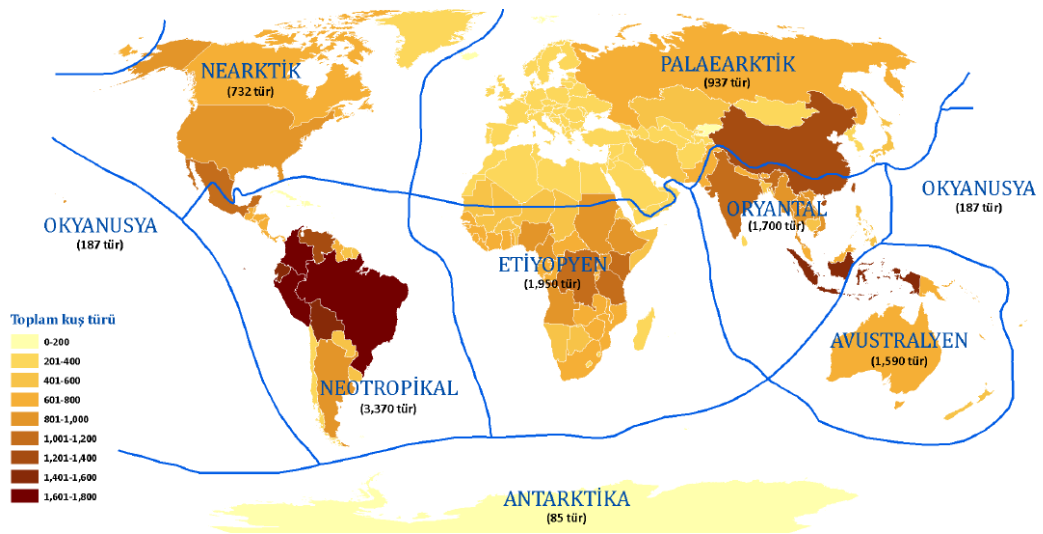 NEARKTİK
(732 tür)
PALAEARKTİK
(937 tür)
OKYANUSYA
(187 tür)
OKYANUSYA
(187 tür)
ORYANTAL
(1,700 tür)
ETİYOPYEN
(1,950 tür)
AVUSTRALYEN
(1,590 tür)
NEOTROPİKAL
(3,370 tür)
ANTARKTİKA
(85 tür)
Toplam kuş türü
0-200
201-400
401-600
601-800
801-1,000
1,001-1,200
1,201-1,400
1,401-1,600
1,601-1,800